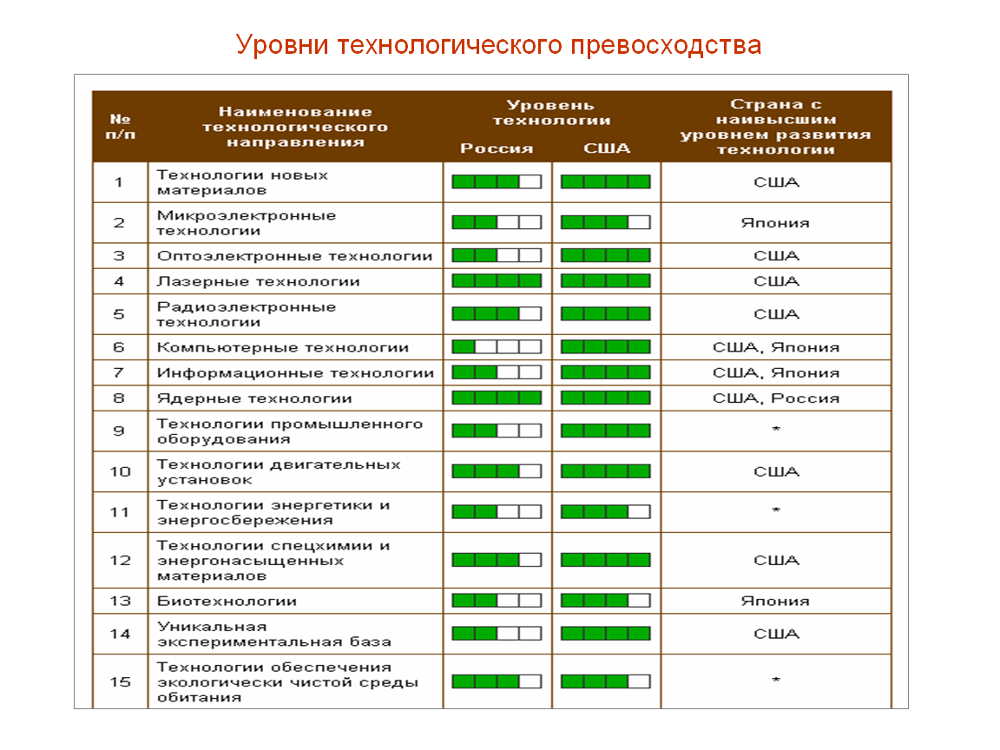 Уровни технологического превосходства
№
п/п
Наименование
технологического
направления
Уровень
технологии
Россия
США
Страна с
наивысшим
уровнем развития
технологии
1
Технологии новых
материалов
США
2
Микроэлектронные
технологии
Япония
3
Оптоэлектронные технологии
США
4
Лазерные технологии
США
5
Радиоэлектронные
технологии
США
6
Компьютерные технологии
США, Япония
7
Информационные технологии
США, Япония
8
Ядерные технологии
США, Россия
9
Технологии промышленного
оборудования
*
10
Технологии двигательных
установок
США
11
Технологии энергетики и
энергосбережения
*
12
Технологии спецхимии и
энергонасыщенных
материалов
США
13
Биотехнологии
Япония
14
Уникальная
экспериментальная база
США
15
Технологии обеспечения
экологически чистой среды
обитания
*